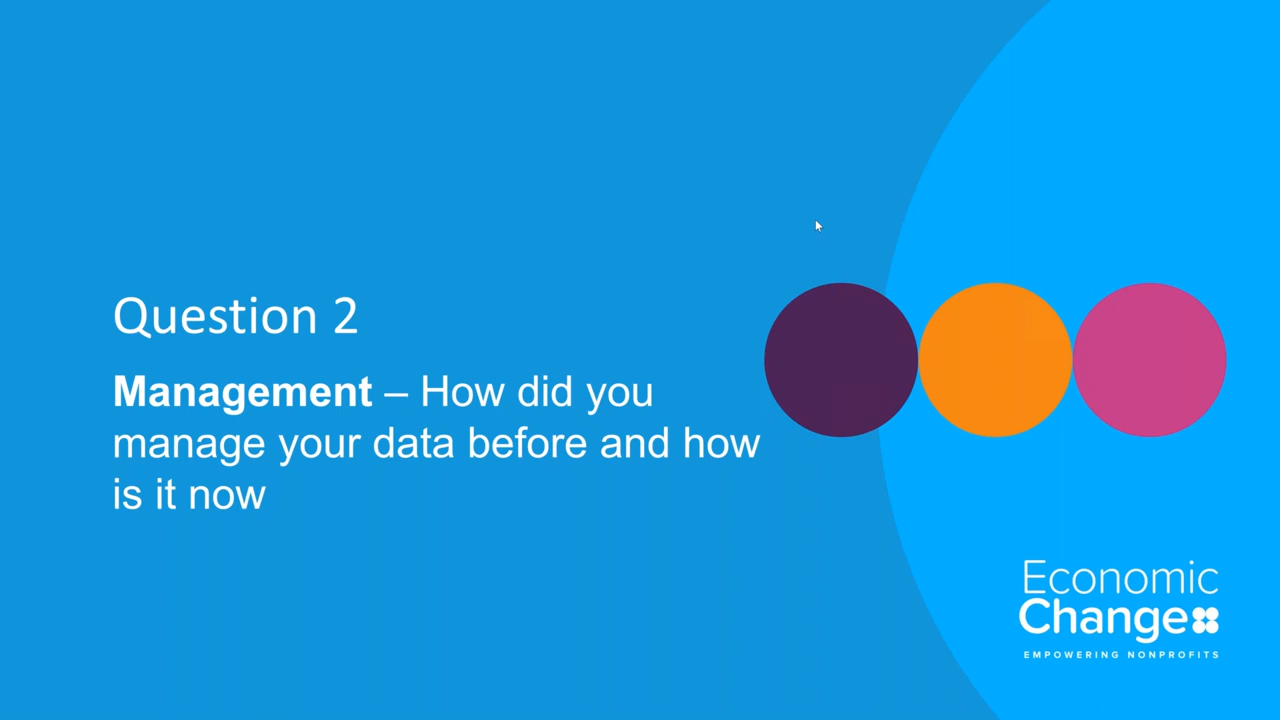 Question 2
Management – How did you
manage your data before and how
is it now
Economic
Change
EMPOWERING NONPROFITS